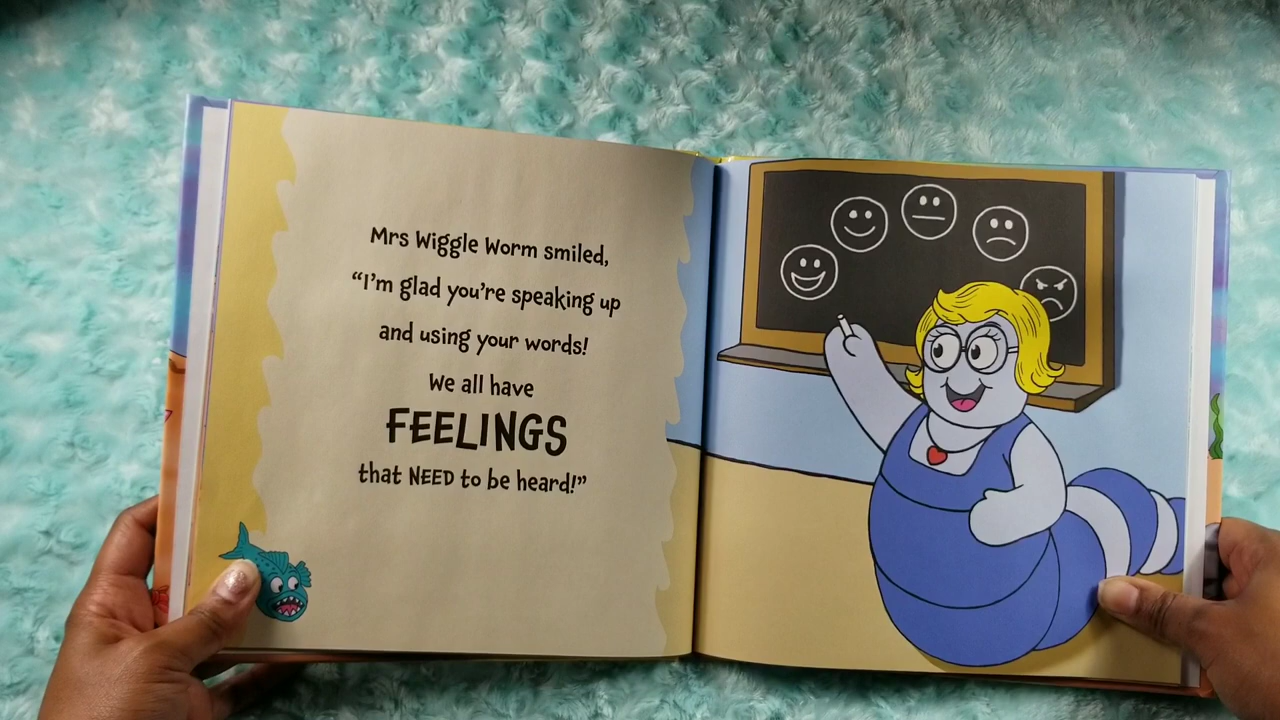 Mrs Wiggle Worm smiled,
“I’m glad you’re speaking up
and using your words!
We all have
FEELINGS
that NEED to be heard!”